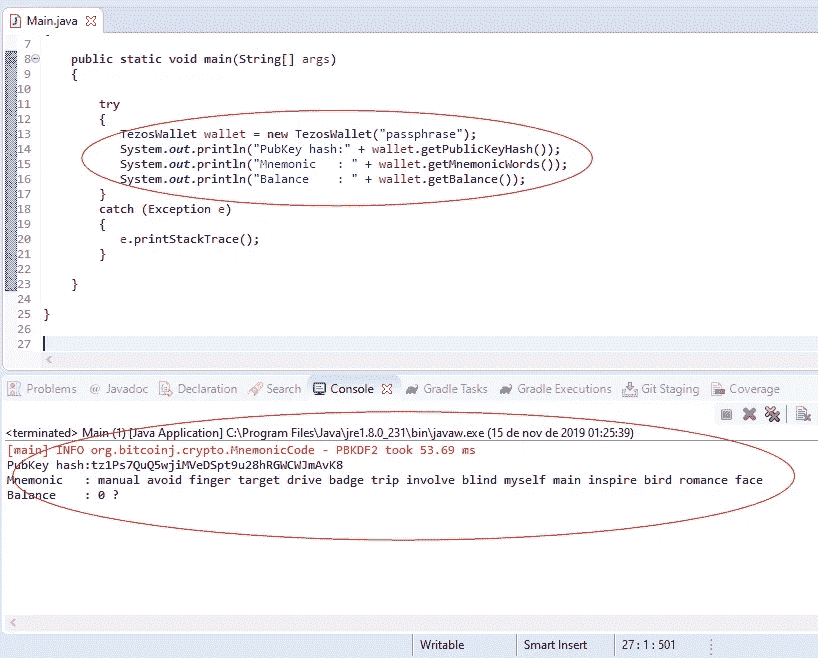 Main.java
7
8 public static void main(String[] args)
9 {
10
11 try
12 {
13 TezosWallet wallet = new TezosWallet("passphrase");
14 System.out.println("PubKey hash:" + wallet.getPublicKeyHash());
15 System.out.println("Mnemonic   : " + wallet.getMnemonicWords());
16 System.out.println("Balance    : " + wallet.getBalance());
17 }
18 catch (Exception e)
19 {
20 e.printStackTrace();
21 }
22
23 }
24
25 }
26
27
Problems @ Javadoc Declaration Search Console Gradle Tasks Gradle Executions Git Staging Coverage
<terminated> Main (1) [Java Application] C:\Program Files\Java\jre1.8.0_231\bin\javaw.exe (15 de nov de 2019 01:25:39)
[main] INFO org.bitcoinj.crypto.MnemonicCode - PBKDF2 took 53.69 ms
PubKey hash:tz1Ps7QuQ5wjiMVeDSpt9u28hRGWCWJmAvK8
Mnemonic   : manual avoid finger target drive badge trip involve blind myself main inspire bird romance face
Balance    : 0 ?
Writable Smart Insert 27 : 1 : 501